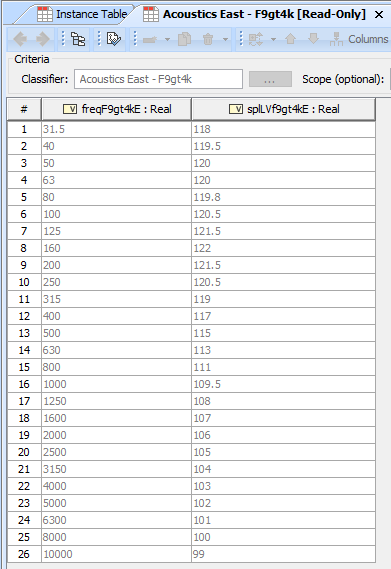 Instance Table
Acoustics East - F9gt4k [Read-Only] ×
Columns
Criteria
Classifier: Acoustics East - F9gt4k ... Scope (optional):
# V freqF9gt4kE : Real V splLVf9gt4kE : Real
1 31.5 118
2 40 119.5
3 50 120
4 63 120
5 80 119.8
6 100 120.5
7 125 121.5
8 160 122
9 200 121.5
10 250 120.5
11 315 119
12 400 117
13 500 115
14 630 113
15 800 111
16 1000 109.5
17 1250 108
18 1600 107
19 2000 106
20 2500 105
21 3150 104
22 4000 103
23 5000 102
24 6300 101
25 8000 100
26 10000 99